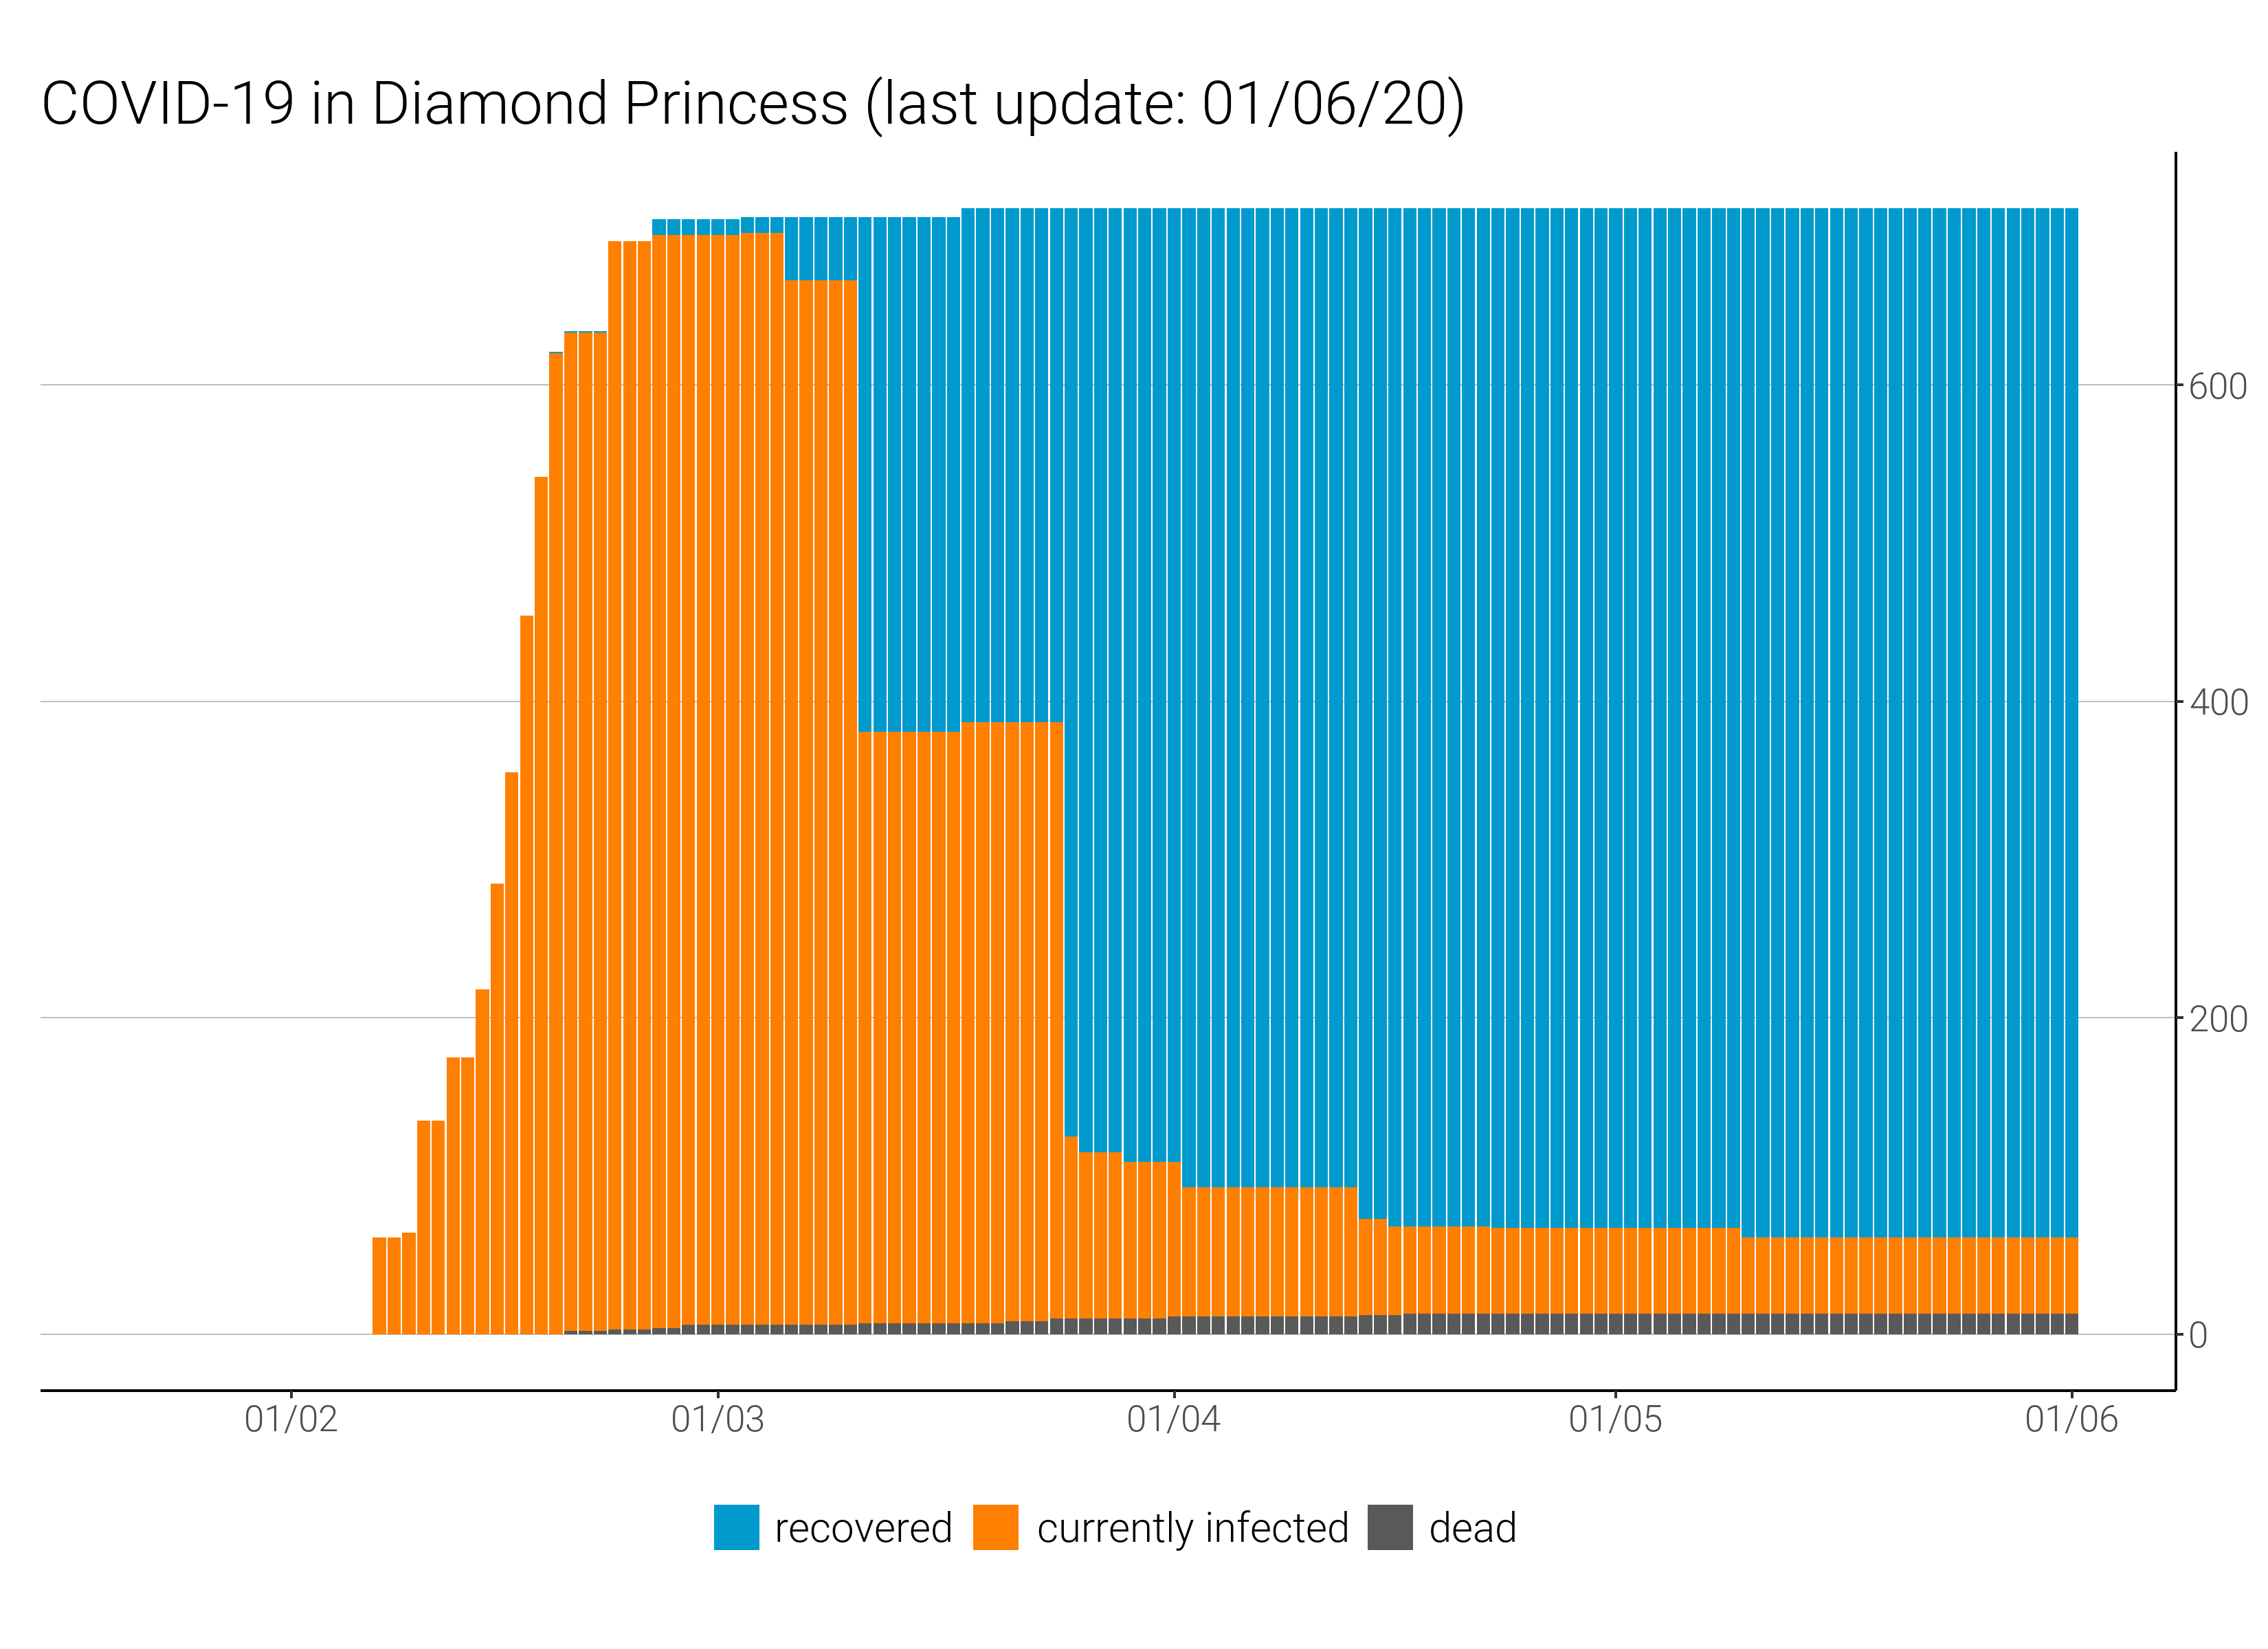 COVID-19 in Diamond Princess (last update: 01/06/20)
600
400
200
0
01/02 01/03 01/04 01/05 01/06
recovered currently infected dead